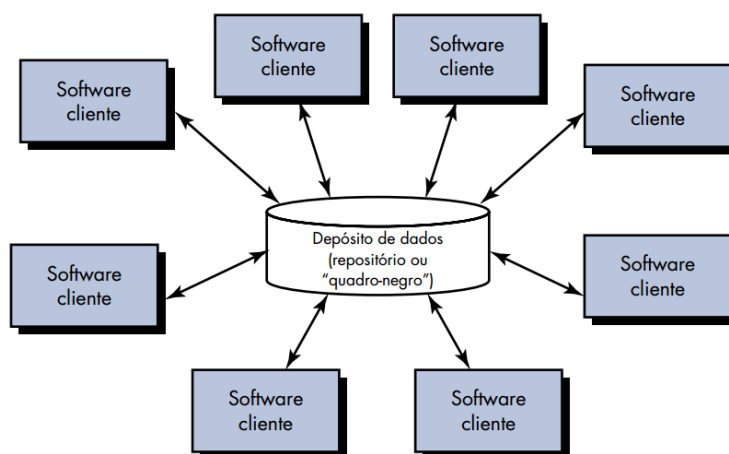 Software
cliente
Software
cliente
Software
cliente
Software
cliente
Depósito de dados
(repositório ou
“quadro-negro”)
Software
cliente
Software
cliente
Software
cliente
Software
cliente